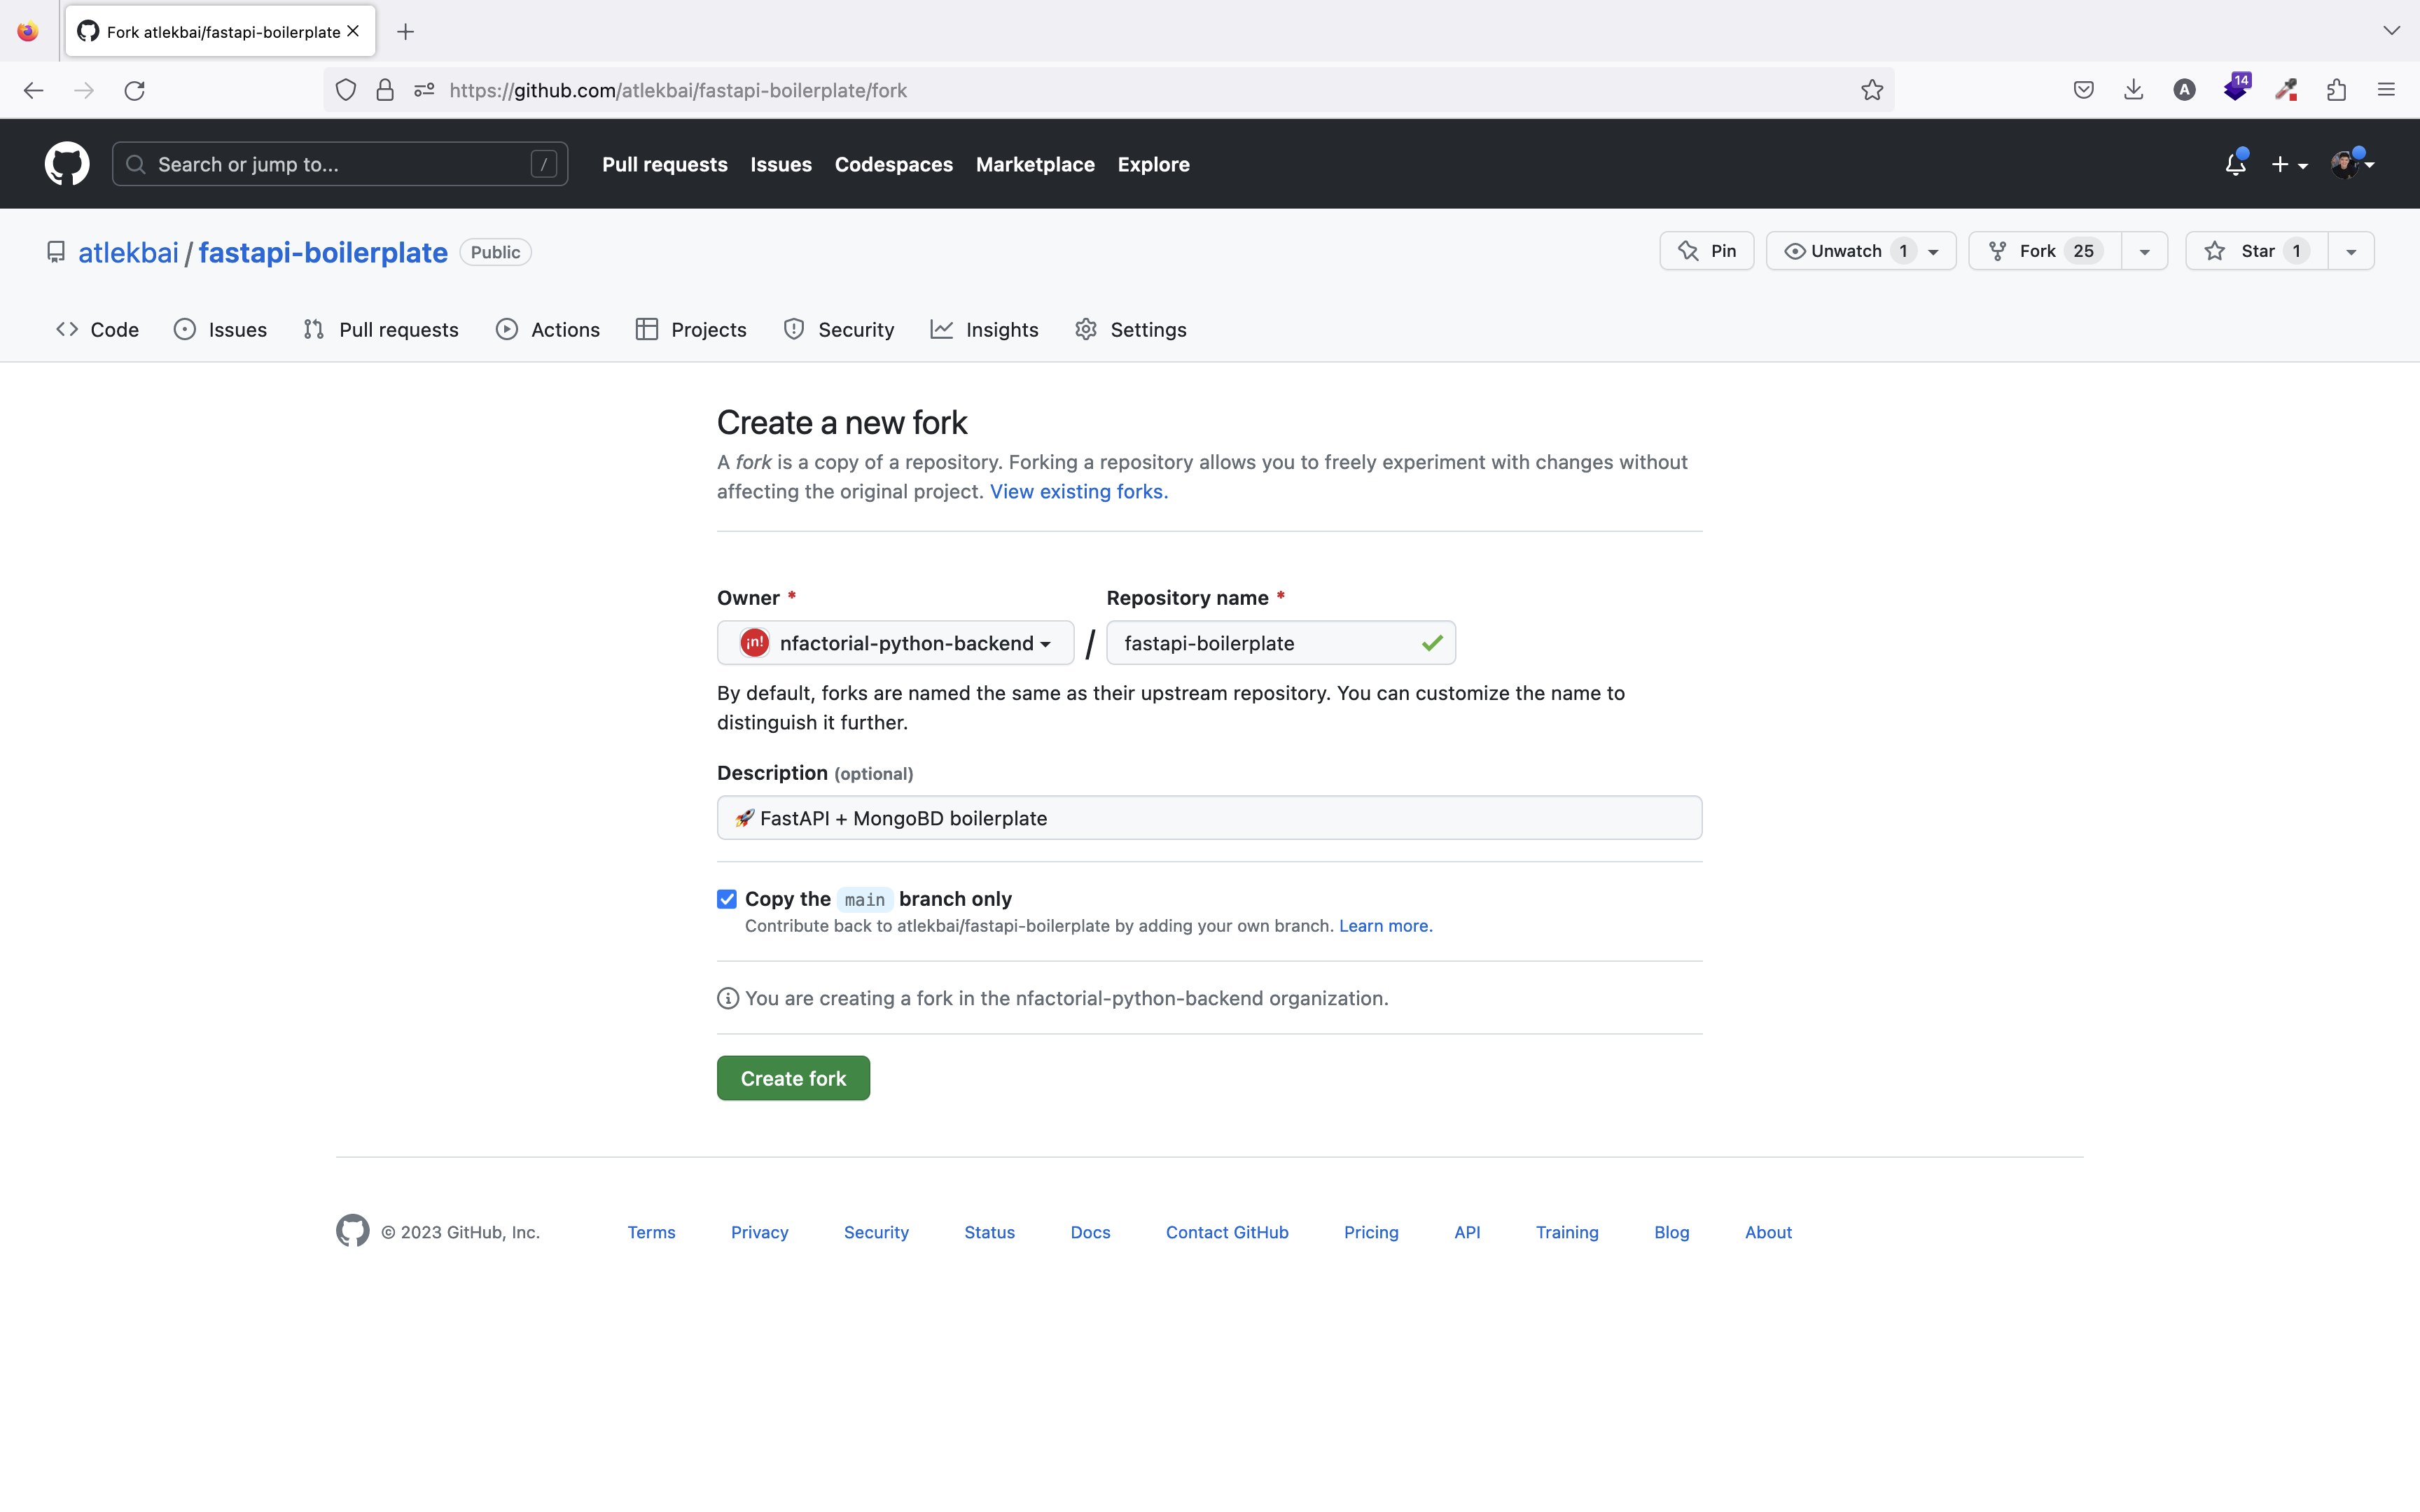 Fork atlekbai/fastapi-boilerplate
https://github.com/atlekbai/fastapi-boilerplate/fork
A
14
Search or jump to...
/
Pull requests
Issues
Codespaces
Marketplace
Explore
atlekbai / fastapi-boilerplate
Public
Pin
Unwatch 1
Fork 25
Star 1
Code
Issues
Pull requests
Actions
Projects
Security
Insights
Settings
Create a new fork
A fork is a copy of a repository. Forking a repository allows you to freely experiment with changes without
affecting the original project. View existing forks.
Owner *
Repository name *
¡n!
nfactorial-python-backend
/
fastapi-boilerplate
By default, forks are named the same as their upstream repository. You can customize the name to
distinguish it further.
Description (optional)
🚀 FastAPI + MongoBD boilerplate
Copy the main branch only
Contribute back to atlekbai/fastapi-boilerplate by adding your own branch. Learn more.
You are creating a fork in the nfactorial-python-backend organization.
Create fork
© 2023 GitHub, Inc.
Terms
Privacy
Security
Status
Docs
Contact GitHub
Pricing
API
Training
Blog
About